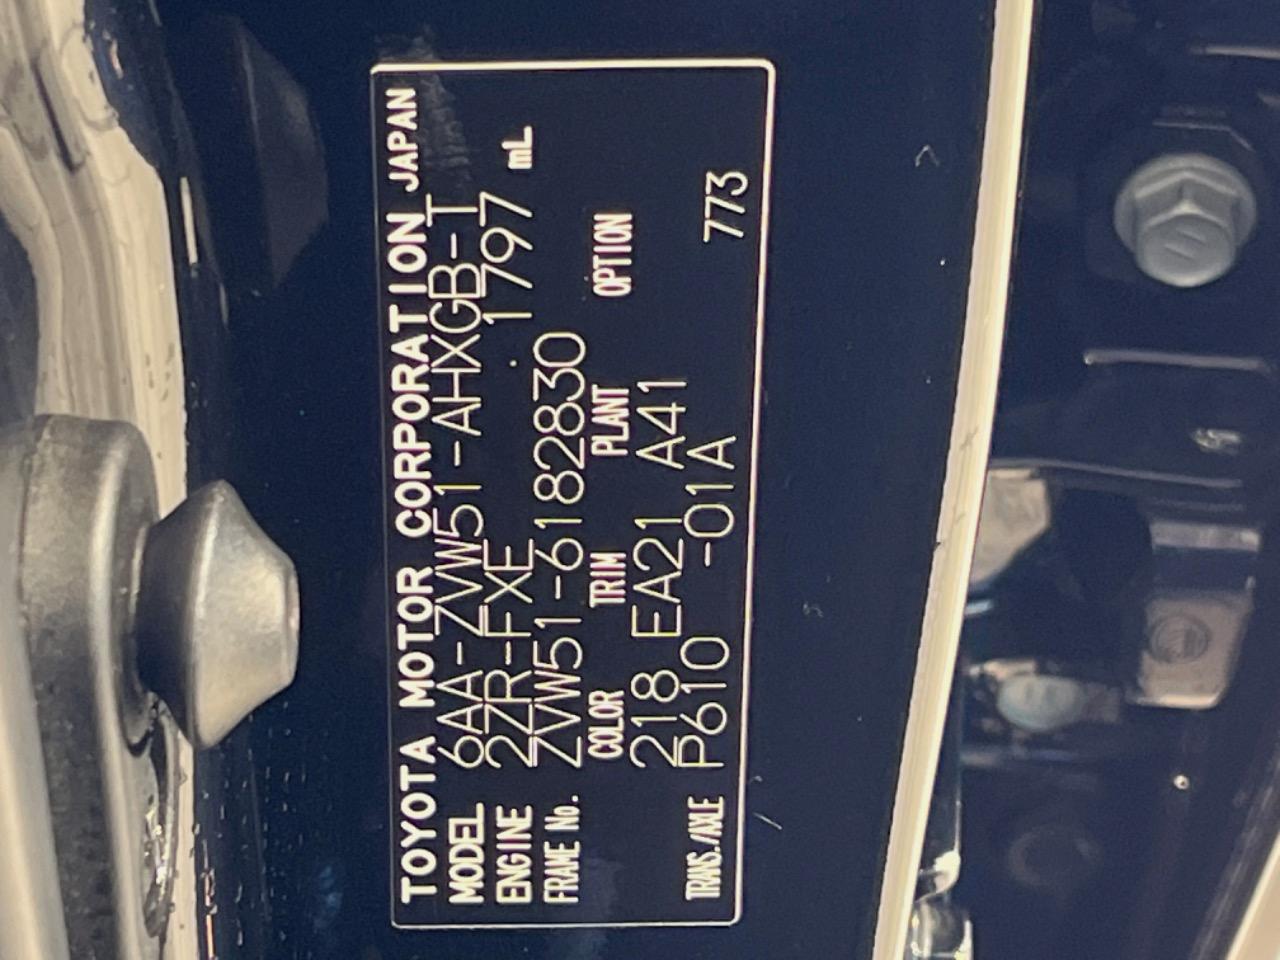 TOYOTA MOTOR CORPORATION JAPAN
MODEL 6AA-ZVW51-AHXGB-T
ENGINE 2ZR-FXE 1797 mL
FRAME No. ZVW51-6182830
COLOR TRIM PLANT OPTION
218 EA21 A41
TRANS./AXLE P610 -01A 773